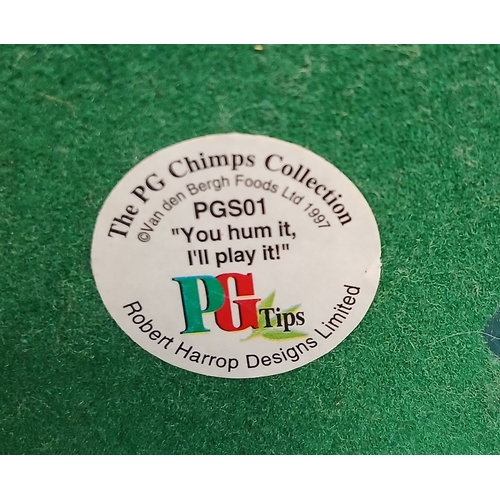 The PG Chimps Collection
©Van den Bergh Foods Ltd 1997
PGS01
"You hum it,
I'll play it!"
PG Tips
Robert Harrop Designs Limited